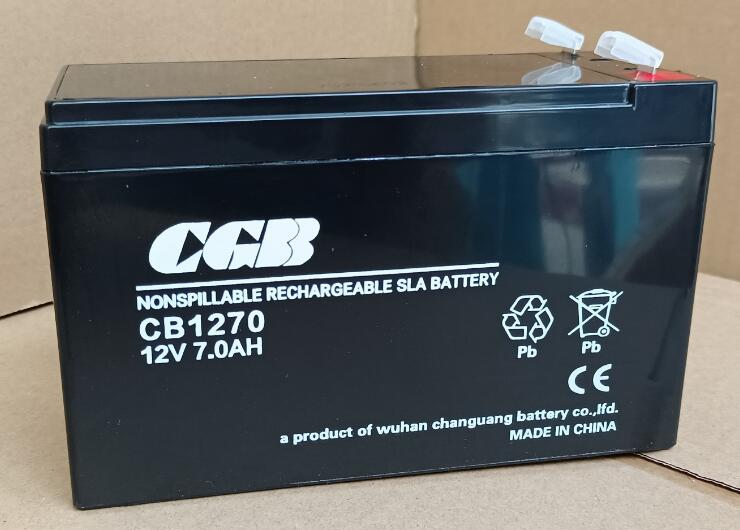 CGB
NONSPILLABLE RECHARGEABLE SLA BATTERY
CB1270
12V 7.0AH
Pb
Pb
CE
a product of wuhan changuang battery co.,lfd.
MADE IN CHINA